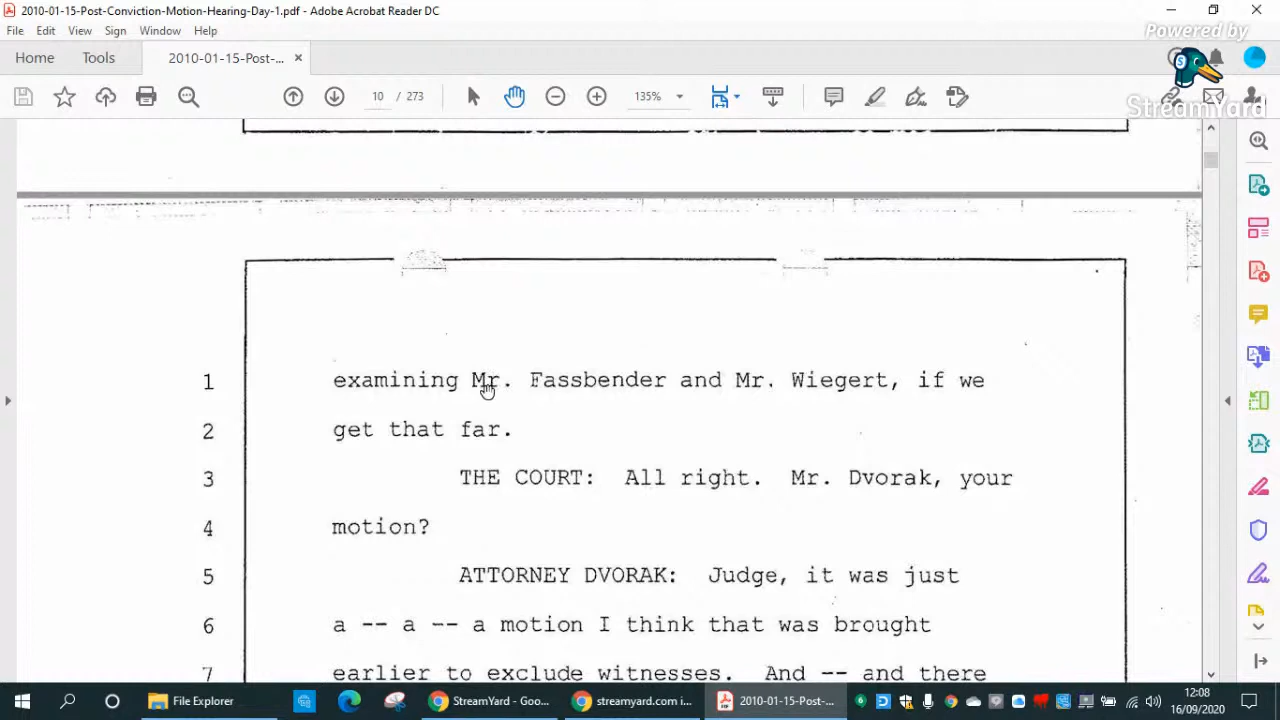 2010-01-15-Post-Conviction-Motion-Hearing-Day-1.pdf - Adobe Acrobat Reader DC
File Edit View Sign Window Help
Powered by
Home Tools 2010-01-15-Post-... ×
10 / 273 135%
StreamYard
1 examining Mr. Fassbender and Mr. Wiegert, if we
2 get that far.
3 THE COURT: All right. Mr. Dvorak, your
4 motion?
5 ATTORNEY DVORAK: Judge, it was just
6 a -- a -- a motion I think that was brought
7 earlier to exclude witnesses. And -- and there
File Explorer StreamYard - Goo... streamyard.com i... 2010-01-15-Post-...
12:08
16/09/2020